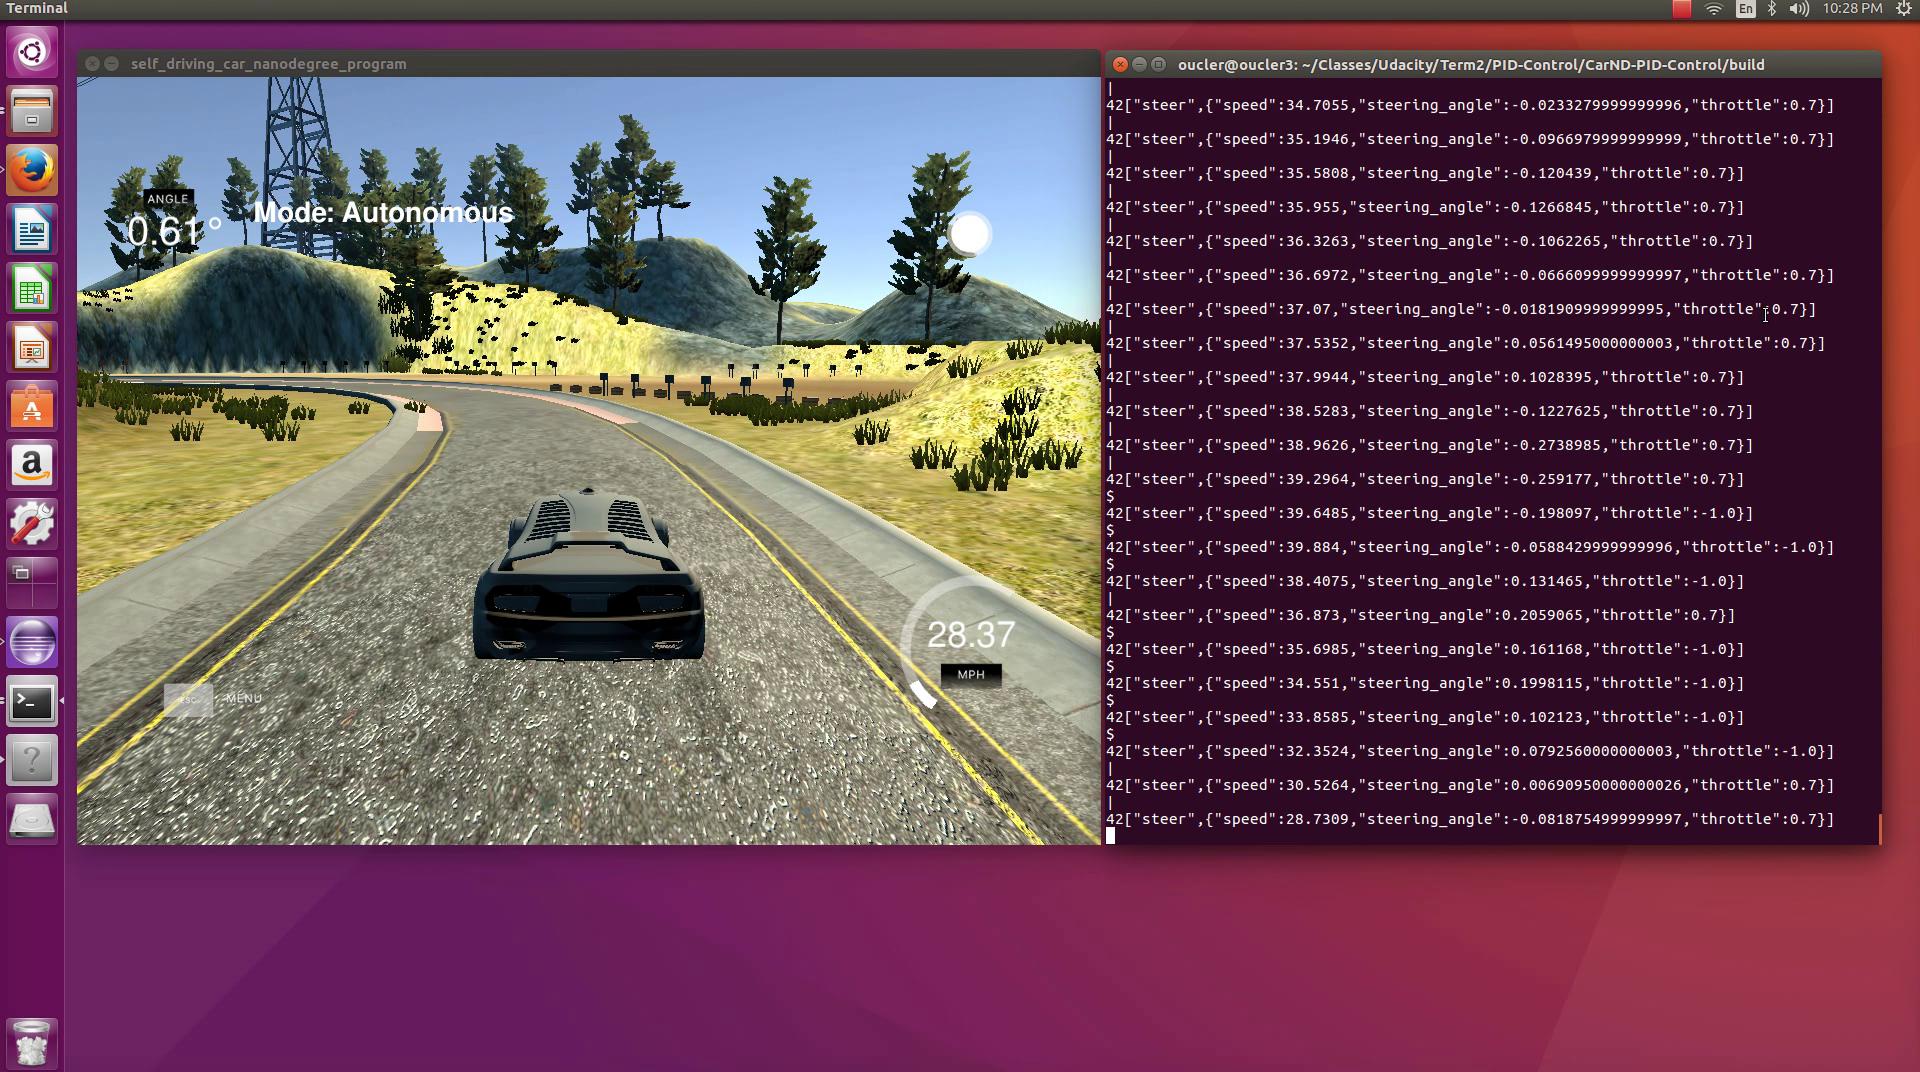 Terminal
En
10:28 PM
self_driving_car_nanodegree_program
ANGLE
0.61°
Mode: Autonomous
28.37
MPH
ESC
MENU
oucler@oucler3: ~/Classes/Udacity/Term2/PID-Control/CarND-PID-Control/build
|
42["steer",{"speed":34.7055,"steering_angle":-0.0233279999999996,"throttle":0.7}]
|
42["steer",{"speed":35.1946,"steering_angle":-0.0966979999999999,"throttle":0.7}]
|
42["steer",{"speed":35.5808,"steering_angle":-0.120439,"throttle":0.7}]
|
42["steer",{"speed":35.955,"steering_angle":-0.1266845,"throttle":0.7}]
|
42["steer",{"speed":36.3263,"steering_angle":-0.1062265,"throttle":0.7}]
|
42["steer",{"speed":36.6972,"steering_angle":-0.0666099999999997,"throttle":0.7}]
|
42["steer",{"speed":37.07,"steering_angle":-0.0181909999999995,"throttle":0.7}]
|
42["steer",{"speed":37.5352,"steering_angle":0.0561495000000003,"throttle":0.7}]
|
42["steer",{"speed":37.9944,"steering_angle":0.1028395,"throttle":0.7}]
|
42["steer",{"speed":38.5283,"steering_angle":-0.1227625,"throttle":0.7}]
|
42["steer",{"speed":38.9626,"steering_angle":-0.2738985,"throttle":0.7}]
|
42["steer",{"speed":39.2964,"steering_angle":-0.259177,"throttle":0.7}]
$
42["steer",{"speed":39.6485,"steering_angle":-0.198097,"throttle":-1.0}]
$
42["steer",{"speed":39.884,"steering_angle":-0.0588429999999996,"throttle":-1.0}]
$
42["steer",{"speed":38.4075,"steering_angle":0.131465,"throttle":-1.0}]
|
42["steer",{"speed":36.873,"steering_angle":0.2059065,"throttle":0.7}]
$
42["steer",{"speed":35.6985,"steering_angle":0.161168,"throttle":-1.0}]
$
42["steer",{"speed":34.551,"steering_angle":0.1998115,"throttle":-1.0}]
$
42["steer",{"speed":33.8585,"steering_angle":0.102123,"throttle":-1.0}]
$
42["steer",{"speed":32.3524,"steering_angle":0.0792560000000003,"throttle":-1.0}]
|
42["steer",{"speed":30.5264,"steering_angle":0.00690950000000026,"throttle":0.7}]
|
42["steer",{"speed":28.7309,"steering_angle":-0.0818754999999997,"throttle":0.7}]